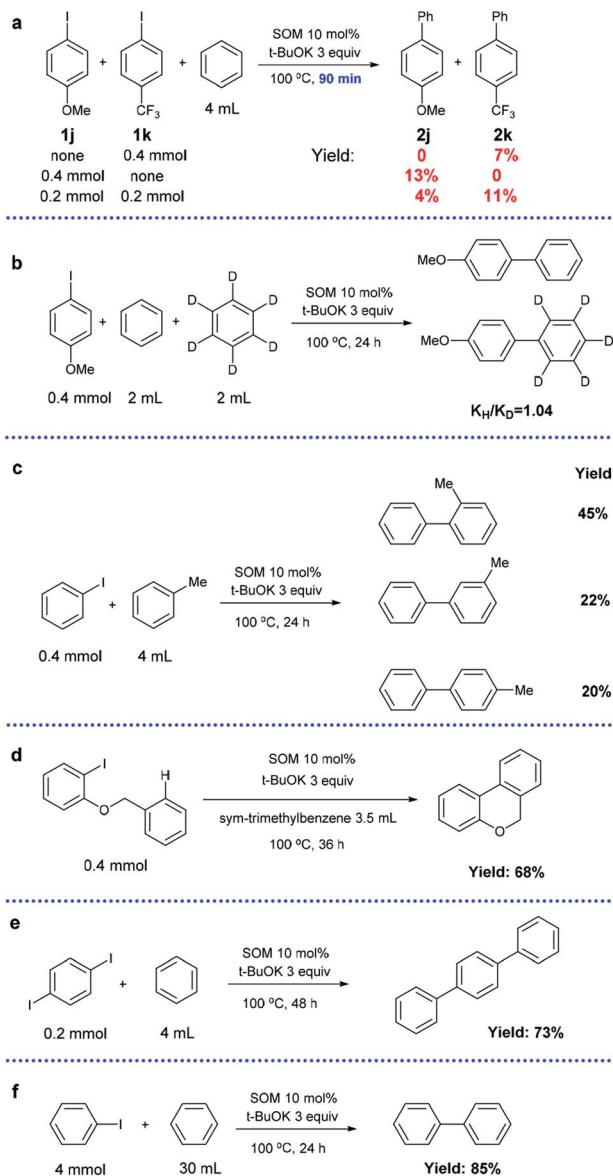 a
I
I
Ph
Ph
SOM 10 mol%
t-BuOK 3 equiv
+
+
100 ºC, 90 min
+
OMe
CF3
4 mL
OMe
CF3
1j
1k
2j
2k
none
0.4 mmol
Yield:
0
7%
0.4 mmol
none
13%
0
0.2 mmol
0.2 mmol
4%
11%
b
MeO
I
D
D
D
D
D
D
SOM 10 mol%
t-BuOK 3 equiv
+
+
100 ºC, 24 h
MeO
D
D
D
D
D
OMe
0.4 mmol
2 mL
2 mL
KH/KD=1.04
c
Yield
Me
45%
I
Me
SOM 10 mol%
t-BuOK 3 equiv
+
100 ºC, 24 h
Me
22%
0.4 mmol
4 mL
Me
20%
d
I
H
O
SOM 10 mol%
t-BuOK 3 equiv
sym-trimethylbenzene 3.5 mL
100 ºC, 36 h
O
0.4 mmol
Yield: 68%
e
I
I
+
SOM 10 mol%
t-BuOK 3 equiv
100 ºC, 48 h
0.2 mmol
4 mL
Yield: 73%
f
I
+
SOM 10 mol%
t-BuOK 3 equiv
100 ºC, 24 h
4 mmol
30 mL
Yield: 85%